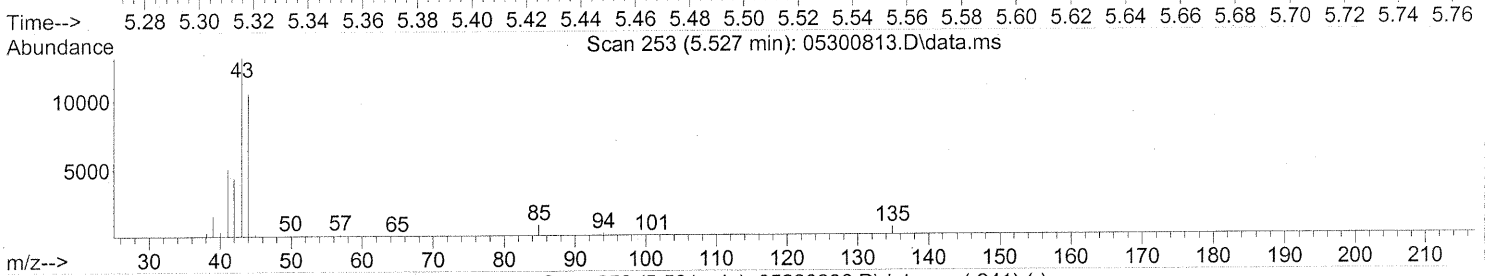 Time--> 5.28 5.30 5.32 5.34 5.36 5.38 5.40 5.42 5.44 5.46 5.48 5.50 5.52 5.54 5.56 5.58 5.60 5.62 5.64 5.66 5.68 5.70 5.72 5.74 5.76
Abundance
Scan 253 (5.527 min): 05300813.D\data.ms
43
10000
5000
50 57 65 85 94 101 135
m/z--> 30 40 50 60 70 80 90 100 110 120 130 140 150 160 170 180 190 200 210